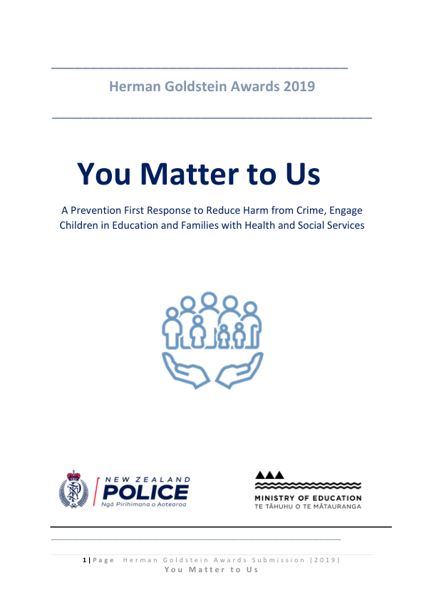 Herman Goldstein Awards 2019
You Matter to Us
A Prevention First Response to Reduce Harm from Crime, Engage
Children in Education and Families with Health and Social Services
NEW ZEALAND
POLICE
Ngā Pirihimana o Aotearoa
MINISTRY OF EDUCATION
TE TĀHUHU O TE MĀTAURANGA
1 | Page Herman Goldstein Awards Submission [2019]
You Matter to Us